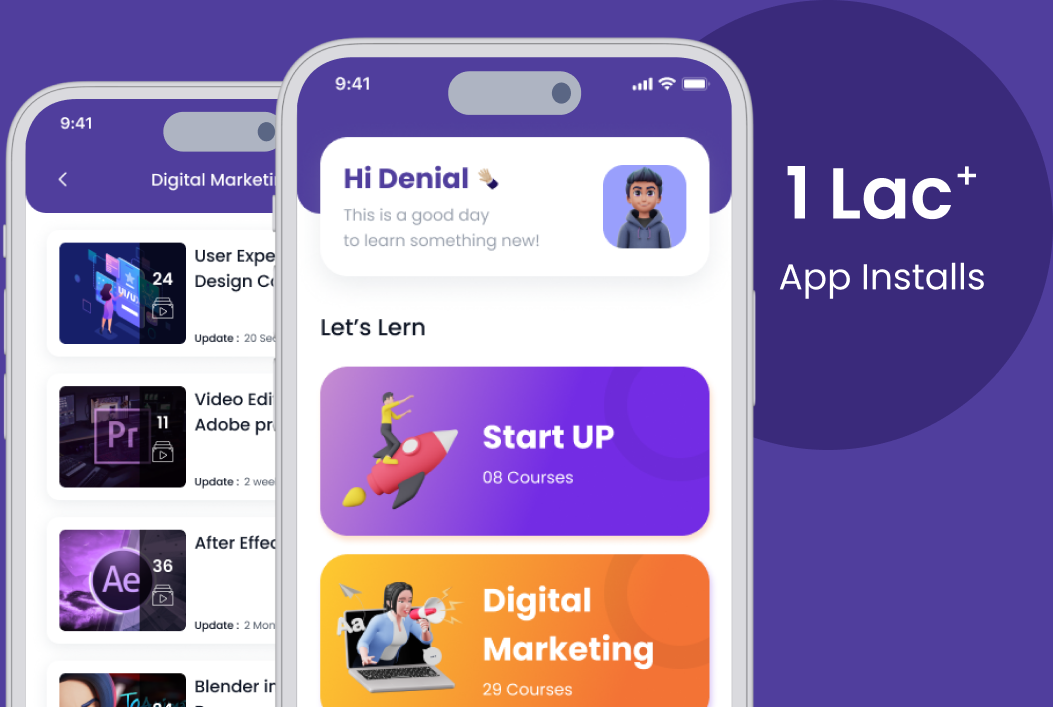 9:41
Digital Marketi
24
User Expe
Design Co
Update : 20 Sec
Pr
11
Video Edi
Adobe pr
Update : 2 wee
Ae
36
After Effec
Update : 2 Mon
Blender in
9:41
Hi Denial
This is a good day
to learn something new!
Let's Lern
Start UP
08 Courses
Aa
Digital
Marketing
29 Courses
1 Lac+
App Installs